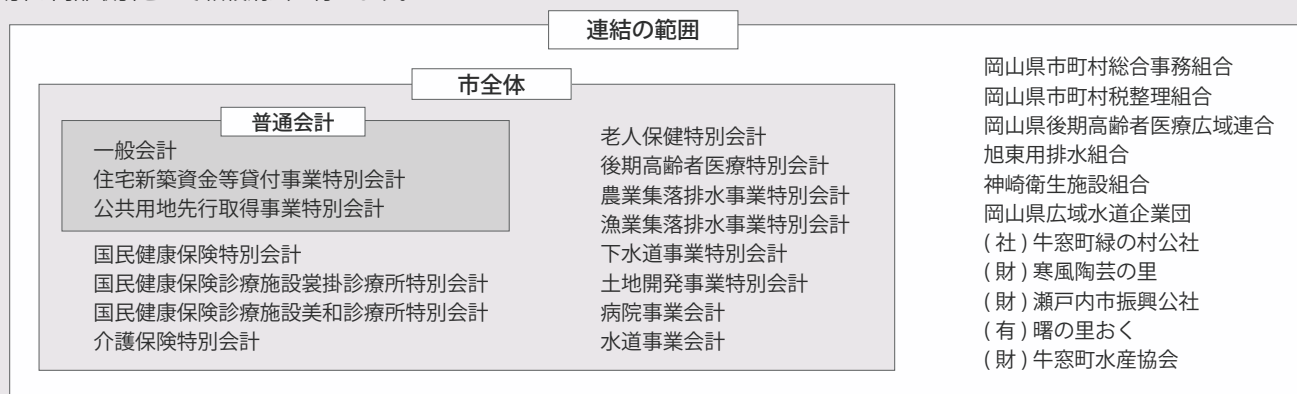 連結の範囲
市全体
普通会計
一般会計
住宅新築資金等貸付事業特別会計
公共用地先行取得事業特別会計
国民健康保険特別会計
国民健康保険診療施設裳掛診療所特別会計
国民健康保険診療施設美和診療所特別会計
介護保険特別会計
老人保健特別会計
後期高齢者医療特別会計
農業集落排水事業特別会計
漁業集落排水事業特別会計
下水道事業特別会計
土地開発事業特別会計
病院事業会計
水道事業会計
岡山県市町村総合事務組合
岡山県市町村税整理組合
岡山県後期高齢者医療広域連合
旭東用排水組合
神崎衛生施設組合
岡山県広域水道企業団
(社)牛窓町緑の村公社
(財)寒風陶芸の里
(財)瀬戸内市振興公社
(有)曙の里おく
(財)牛窓町水産協会